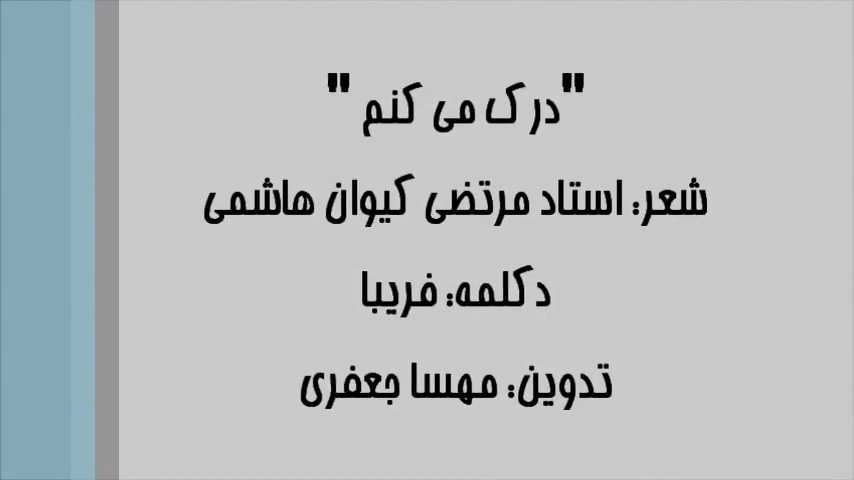 "درک می کنم "
شعر: استاد مرتضی کیوان هاشمی
دکلمه: فریبا
تدوین: مهسا جعفری